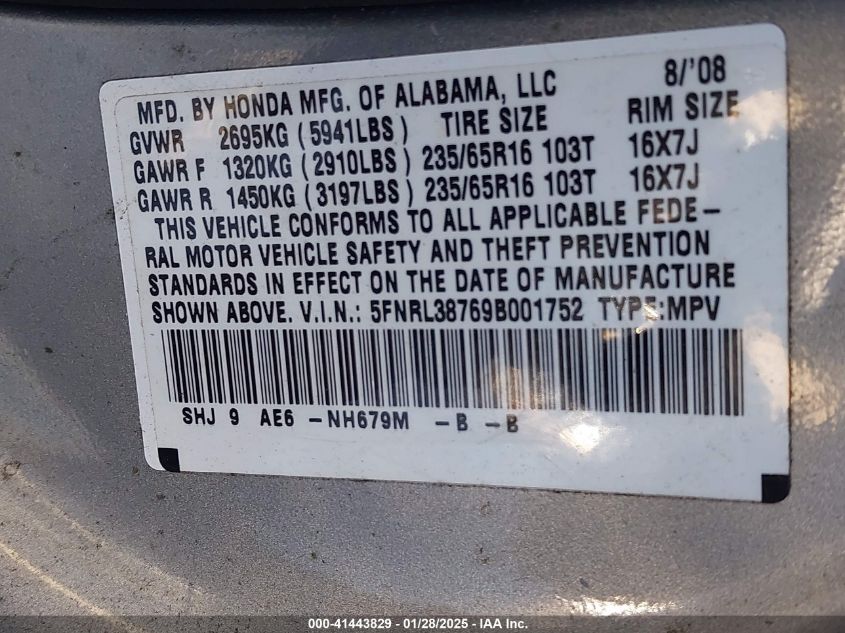 MFD. BY HONDA MFG. OF ALABAMA, LLC 8/'08
GVWR 2695KG (5941LBS) TIRE SIZE RIM SIZE
GAWR F 1320KG (2910LBS) 235/65R16 103T 16X7J
GAWR R 1450KG (3197LBS) 235/65R16 103T 16X7J
THIS VEHICLE CONFORMS TO ALL APPLICABLE FEDE-
RAL MOTOR VEHICLE SAFETY AND THEFT PREVENTION
STANDARDS IN EFFECT ON THE DATE OF MANUFACTURE
SHOWN ABOVE. V.I.N.: 5FNRL38769B001752 TYPE:MPV
SHJ 9 AE6 -NH679M -B -B
000-41443829 - 01/28/2025 - IAA Inc.